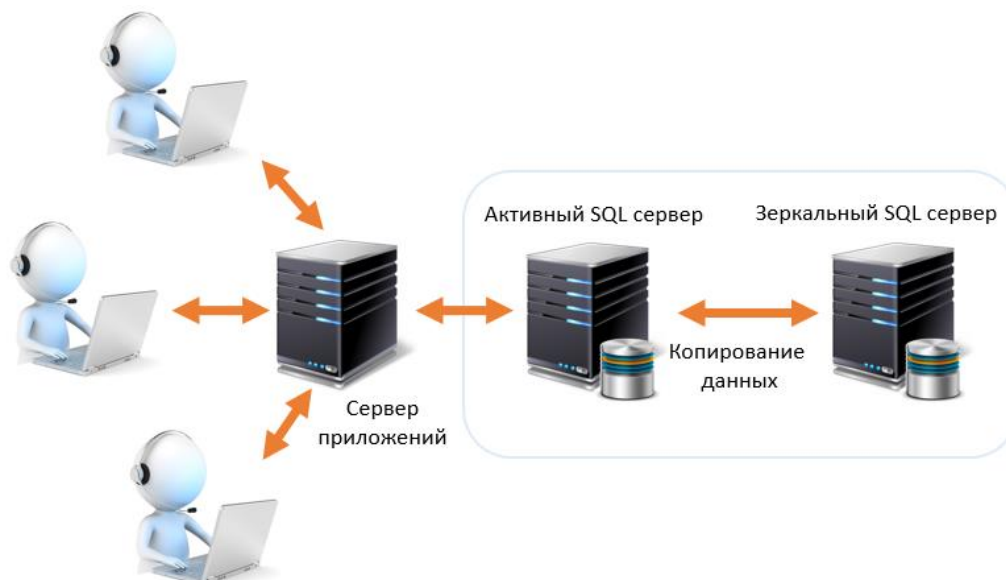 Активный SQL сервер
Зеркальный SQL сервер
Копирование
данных
Сервер
приложений